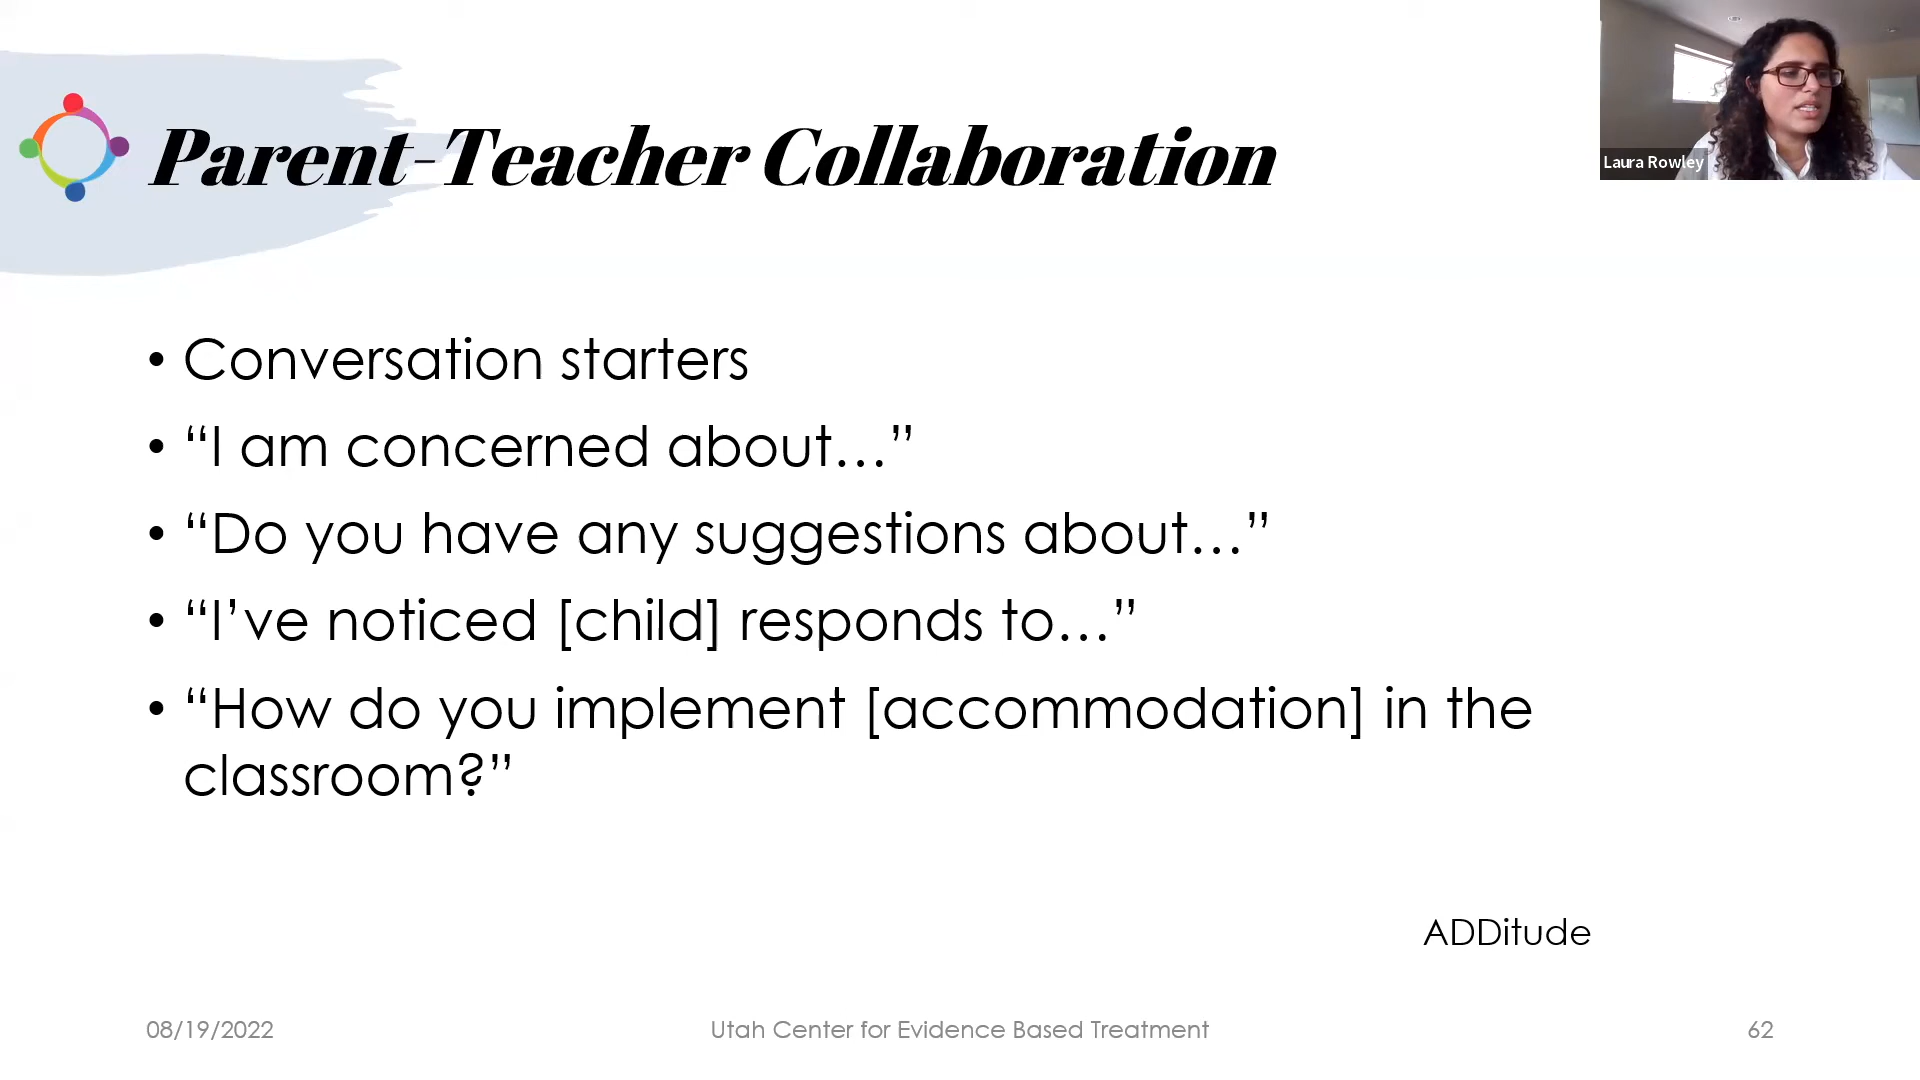 Parent-Teacher Collaboration
Laura Rowley
• Conversation starters
• “I am concerned about…”
• “Do you have any suggestions about…”
• “I’ve noticed [child] responds to…”
• “How do you implement [accommodation] in the
classroom?”
ADDitude
08/19/2022
Utah Center for Evidence Based Treatment
62